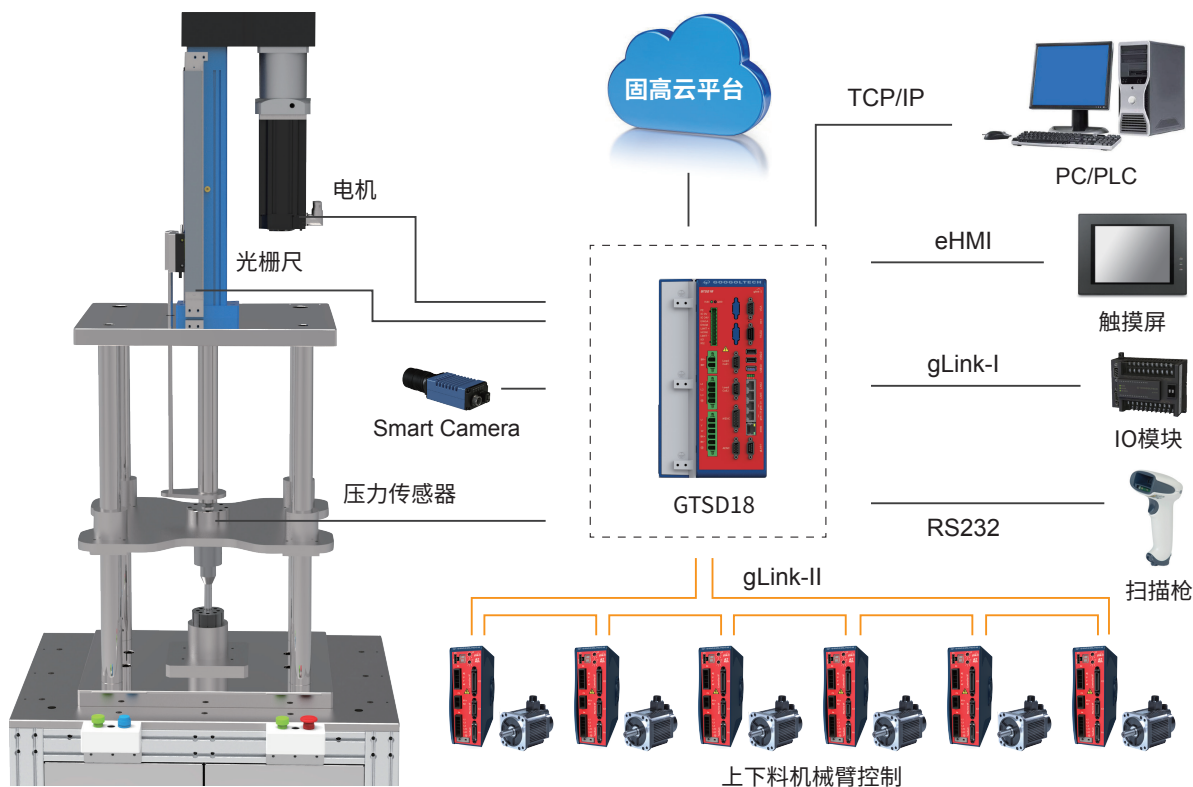 固高云平台
TCP/IP
PC/PLC
电机
eHMI
光栅尺
触摸屏
GOOGOLTECH
gLink-I
Smart Camera
IO模块
压力传感器
GTSD18
RS232
gLink-II
扫描枪
上下料机械臂控制